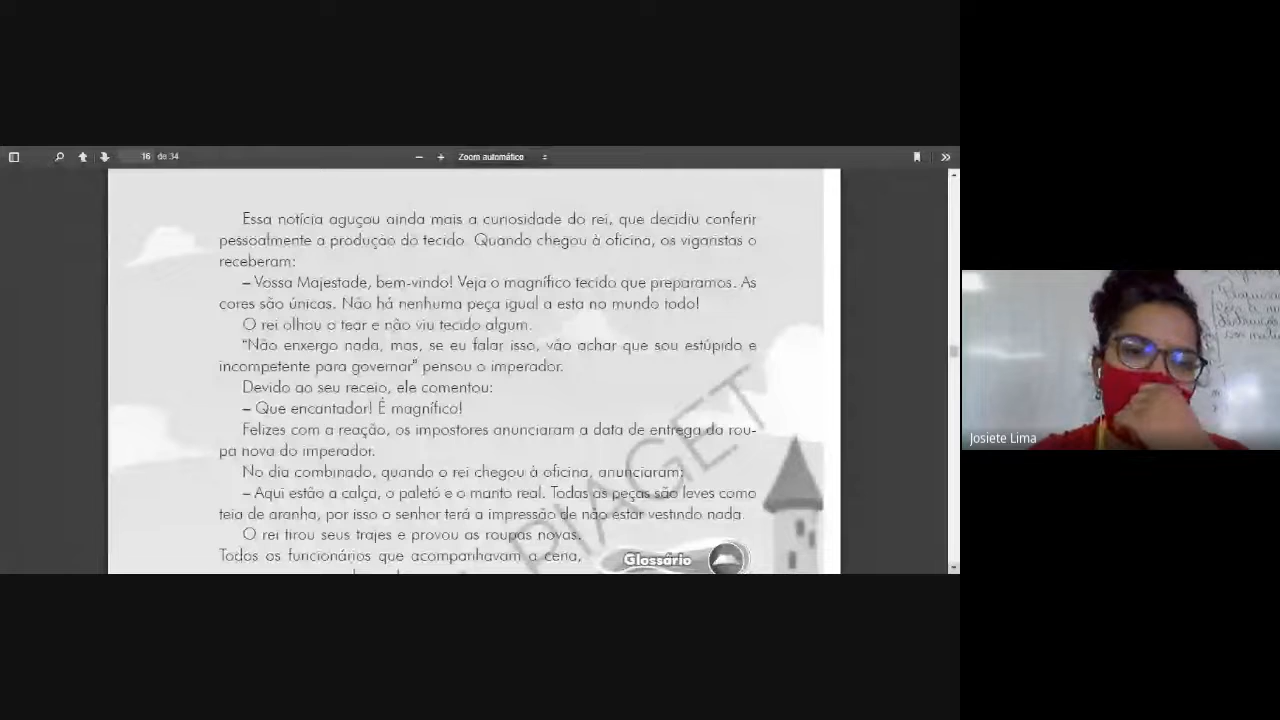 16 de 34
Zoom automático
Essa notícia aguçou ainda mais a curiosidade do rei, que decidiu conferir
pessoalmente a produção do tecido. Quando chegou à oficina, os vigaristas o
receberam:
– Vossa Majestade, bem-vindo! Veja o magnífico tecido que preparamos. As
cores são únicas. Não há nenhuma peça igual a esta no mundo todo!
O rei olhou o tear e não viu tecido algum.
“Não enxergo nada, mas, se eu falar isso, vão achar que sou estúpido e
incompetente para governar” pensou o imperador.
Devido ao seu receio, ele comentou:
– Que encantador! É magnífico!
Felizes com a reação, os impostores anunciaram a data de entrega da rou-
pa nova do imperador.
No dia combinado, quando o rei chegou à oficina, anunciaram:
– Aqui estão a calça, o paletó e o manto real. Todas as peças são leves como
teia de aranha, por isso o senhor terá a impressão de não estar vestindo nada.
O rei tirou seus trajes e provou as roupas novas.
Todos os funcionários que acompanhavam a cena,
Glossário
PIAGET
Josiete Lima